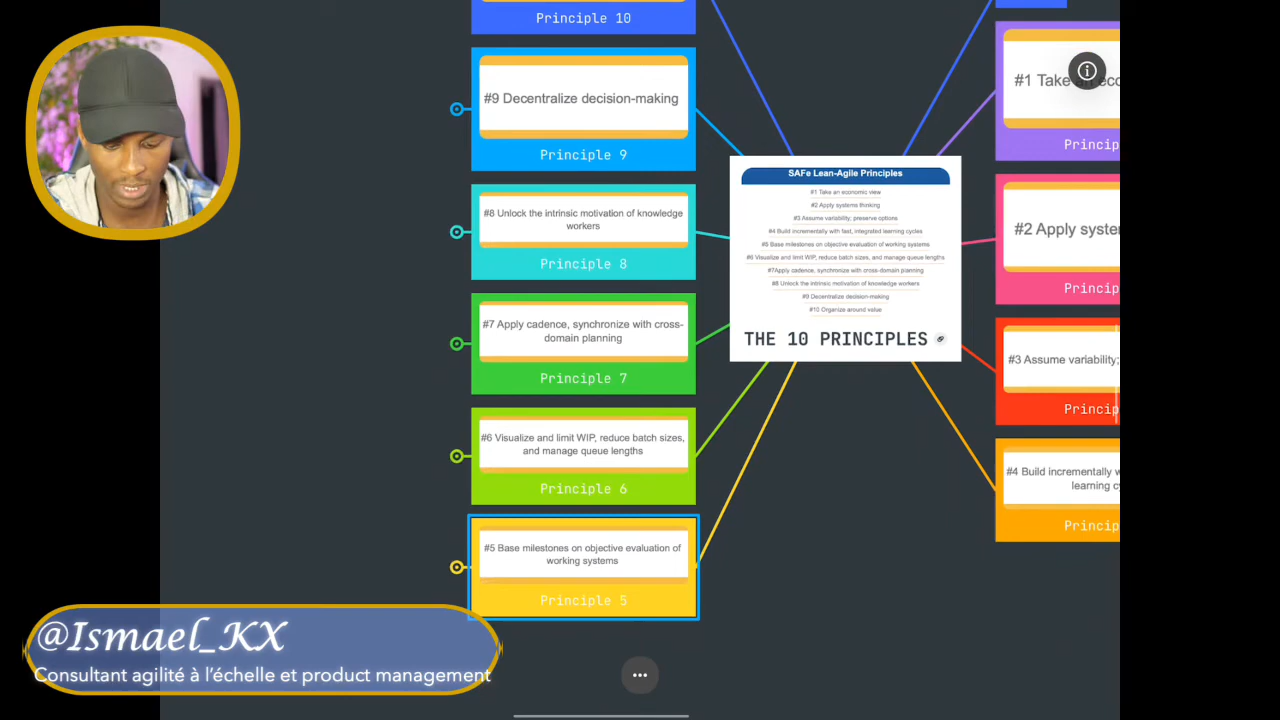 Principle 10
#9 Decentralize decision-making
Principle 9
#8 Unlock the intrinsic motivation of knowledge
workers
Principle 8
#7 Apply cadence, synchronize with cross-
domain planning
Principle 7
#6 Visualize and limit WIP, reduce batch sizes,
and manage queue lengths
Principle 6
#5 Base milestones on objective evaluation of
working systems
Principle 5
SAFe Lean-Agile Principles
#1 Take an economic view
#2 Apply systems thinking
#3 Assume variability; preserve options
#4 Build incrementally with fast, integrated learning cycles
#5 Base milestones on objective evaluation of working systems
#6 Visualize and limit WIP, reduce batch sizes, and manage queue lengths
#7Apply cadence, synchronize with cross-domain planning
#8 Unlock the intrinsic motivation of knowledge workers
#9 Decentralize decision-making
#10 Organize around value
THE 10 PRINCIPLES
#1 Take an eco
Princip
#2 Apply syste
Princip
#3 Assume variability;
Princip
#4 Build incrementally w
learning cy
Princip
@Ismael_KX
Consultant agilité à l'échelle et product management